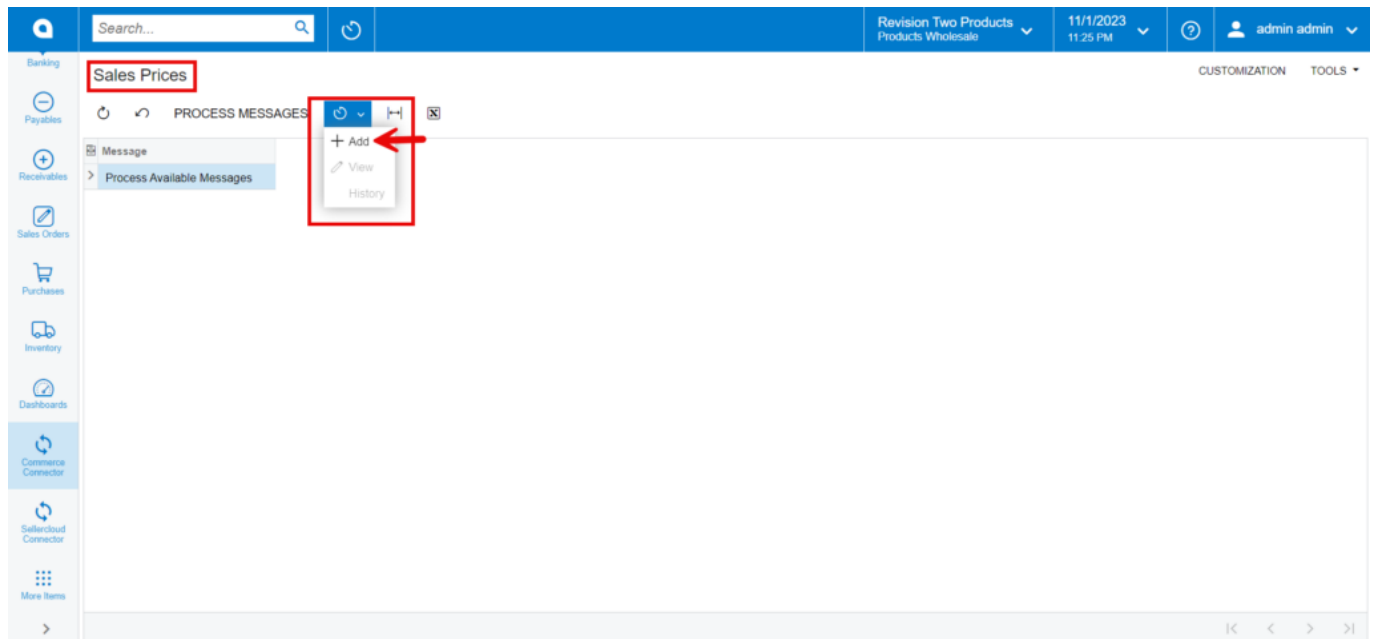 Search...
Revision Two Products
Products Wholesale
11/1/2023
11:25 PM
admin admin
Banking
Sales Prices
CUSTOMIZATION TOOLS
Payables
PROCESS MESSAGES
Add
Message
View
Receivables
Process Available Messages
History
Sales Orders
Purchases
Inventory
Dashboards
Commerce
Connector
Sellercloud
Connector
More Items